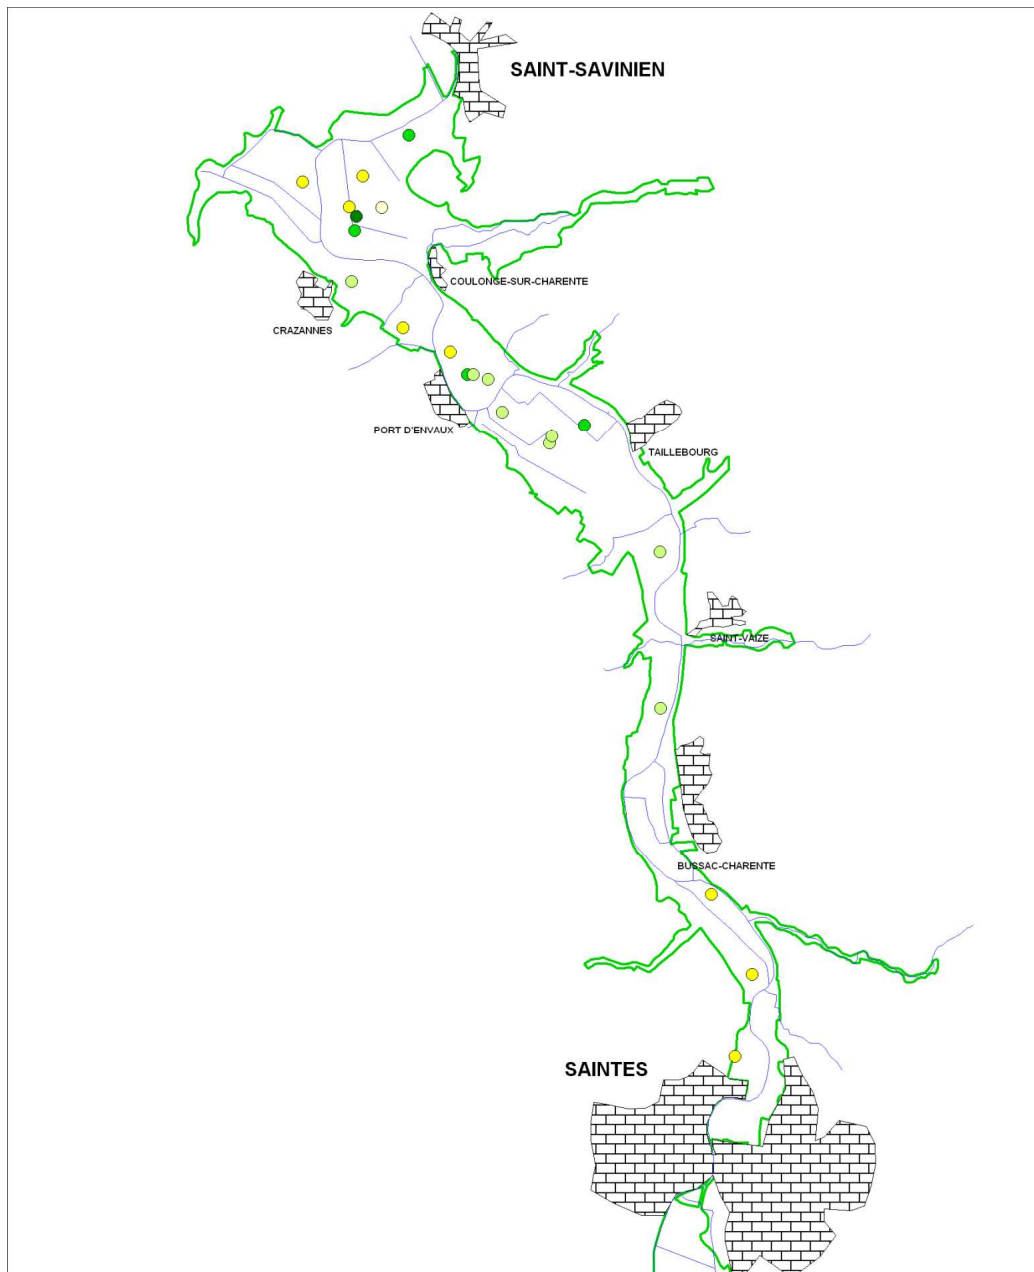 SAINT-SAVINIEN
COULONGE-SUR-CHARENTE
CRAZANNES
PORT D'ENVAUX
TAILLEBOURG
SAINT-VAIZE
BUSSAC-CHARENTE
SAINTES